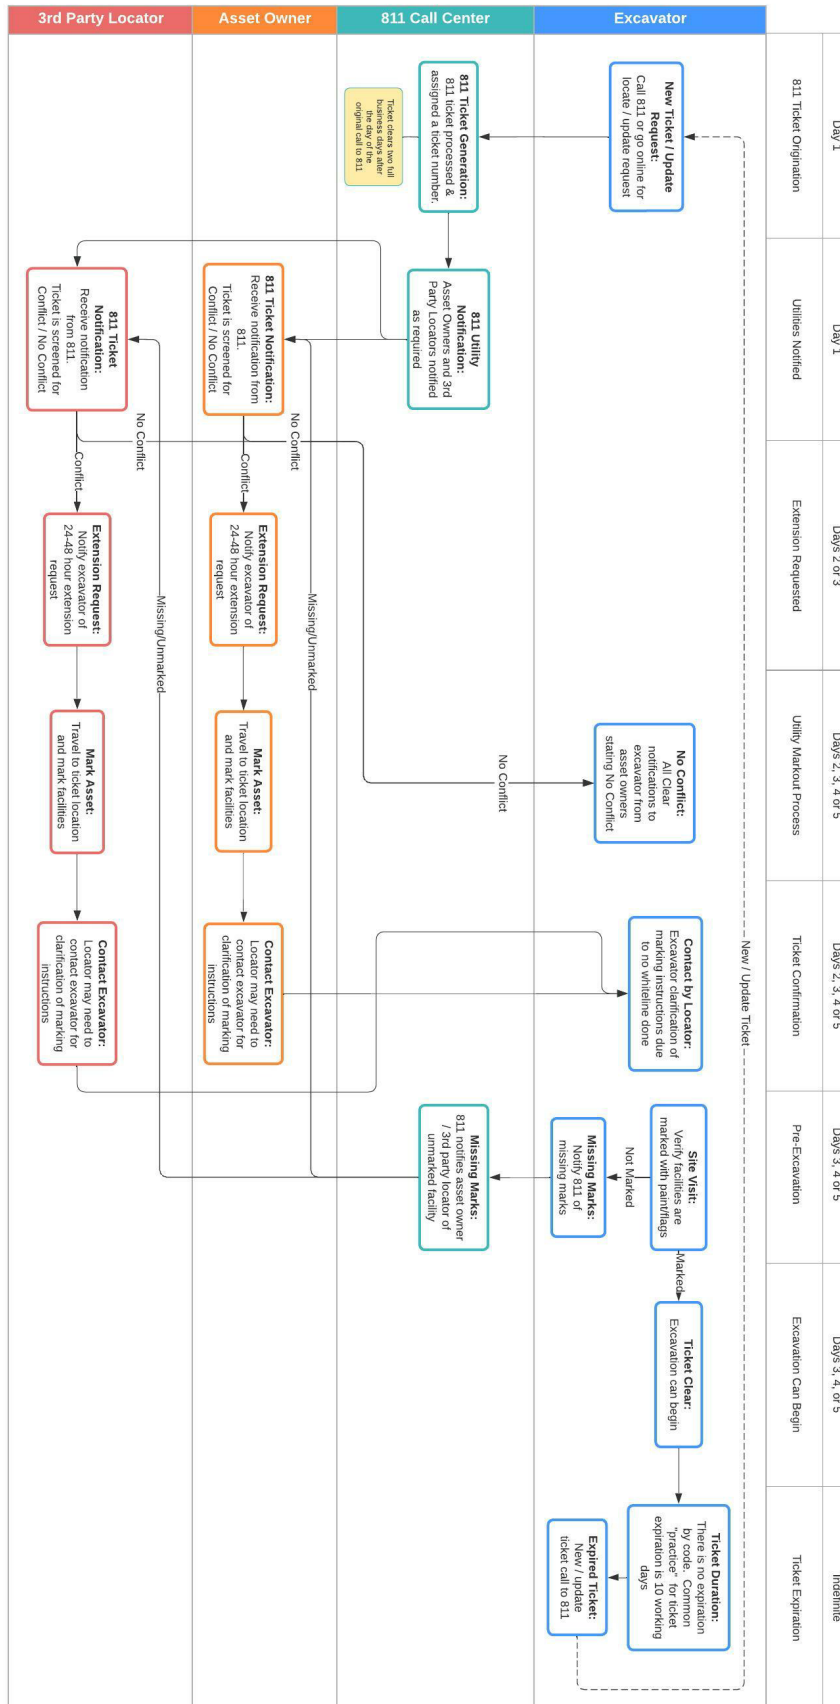 3rd Party Locator
Asset Owner
811 Call Center
Excavator
Day 1
811 Ticket Origination
New Ticket / Update
Request:
Call 811 or go online for
locate / update request
811 Ticket Generation:
811 ticket processed &
assigned a ticket number.
Ticket clears two full
business days after
the day of the
original call to 811
Day 1
Utilities Notified
811 Utility
Notification:
Asset Owners and 3rd
Party Locators notified
as required
811 Ticket Notification:
Receive notification from
811.
Ticket is screened for
Conflict / No Conflict
811 Ticket
Notification:
Receive notification
from 811.
Ticket is screened for
Conflict / No Conflict
No Conflict
Conflict
No Conflict
Conflict
Days 2 or 3
Extension Requested
Extension Request:
Notify excavator of
24-48 hour extension
request
Extension Request:
Notify excavator of
24-48 hour extension
request
Missing/Unmarked
Missing/Unmarked
Days 2, 3, 4 or 5
Utility Markout Process
No Conflict:
All Clear
notifications to
excavator from
asset owners
stating No Conflict
No Conflict
Mark Asset:
Travel to ticket location
and mark facilities
Mark Asset:
Travel to ticket location
and mark facilities
Days 2, 3, 4 or 5
Ticket Confirmation
New / Update Ticket
Contact by Locator:
Excavator clarification of
marking instructions due
to no whiteline done
Contact Excavator:
Locator may need to
contact excavator for
clarification of marking
instructions
Contact Excavator:
Locator may need to
contact excavator for
clarification of marking
instructions
Days 3, 4 or 5
Pre-Excavation
Site Visit:
Verify facilities are
marked with paint/flags
Not Marked
Missing Marks:
Notify 811 of
missing marks
Missing Marks:
811 notifies asset owner
/ 3rd party locator of
unmarked facility
Marked
Days 3, 4, or 5
Excavation Can Begin
Ticket Clear:
Excavation can begin
Indefinite
Ticket Expiration
Ticket Duration:
There is no expiration
by code. Common
"practice" for ticket
expiration is 10 working
days
Expired Ticket:
New / update
ticket call to 811